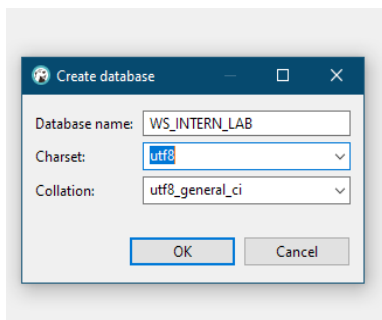 Create database
Database name: WS_INTERN_LAB
Charset: utf8
Collation: utf8_general_ci
OK Cancel